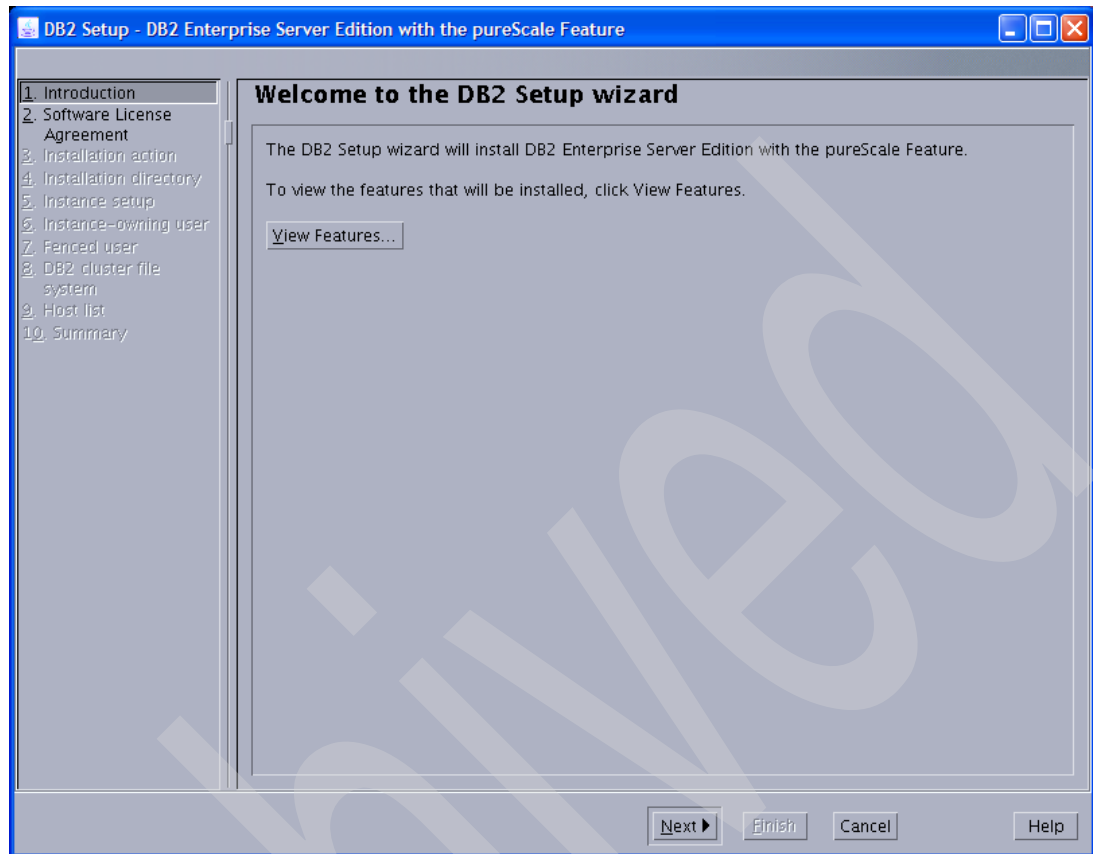 DB2 Setup - DB2 Enterprise Server Edition with the pureScale Feature
1. Introduction
2. Software License
Agreement
3. Installation action
4. Installation directory
5. Instance setup
6. Instance-owning user
7. Fenced user
8. DB2 cluster file
system
9. Host list
10. Summary
Welcome to the DB2 Setup wizard
The DB2 Setup wizard will install DB2 Enterprise Server Edition with the pureScale Feature.
To view the features that will be installed, click View Features.
View Features...
hived
Next
Finish
Cancel
Help